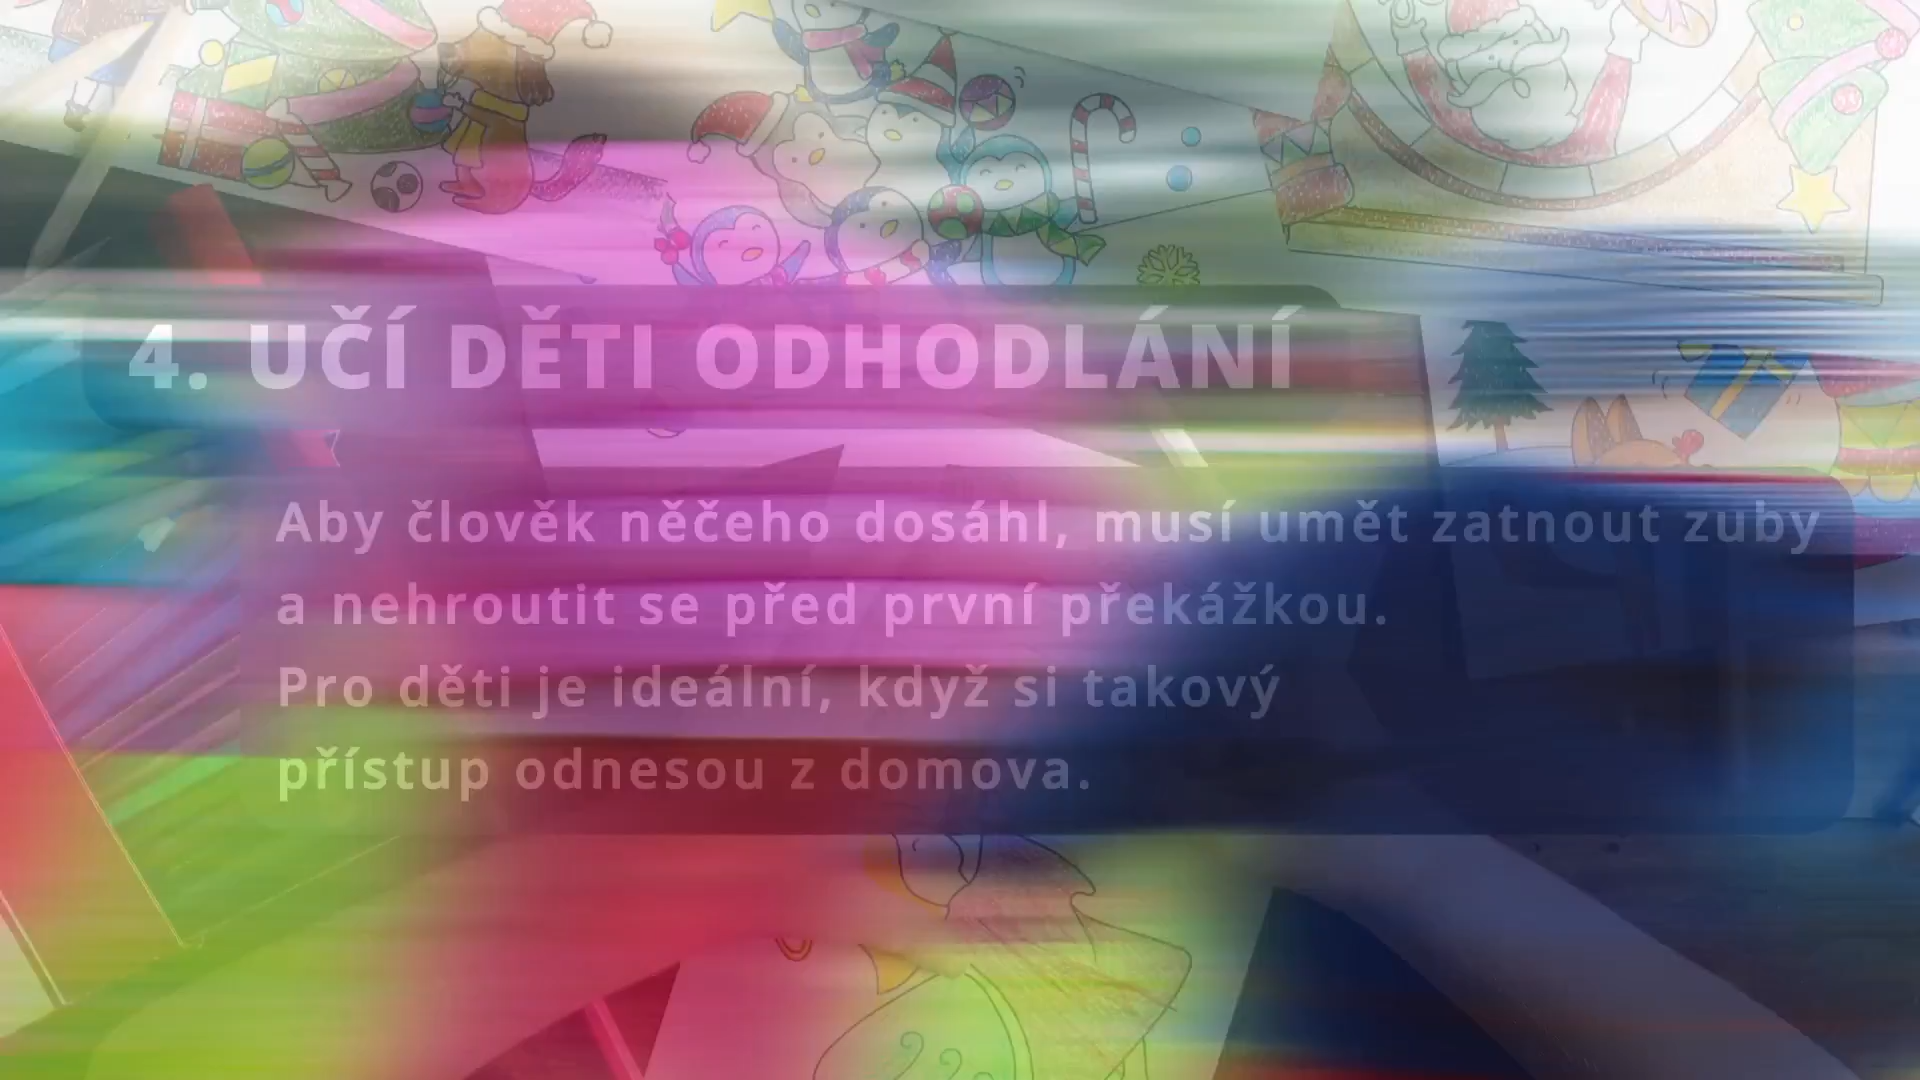 4. UČÍ DĚTI ODHODLÁNÍ
Aby člověk něčeho dosáhl, musí umět zatnout zuby
a nehroutit se před první překážkou.
Pro děti je ideální, když si takový
přístup odnesou z domova.